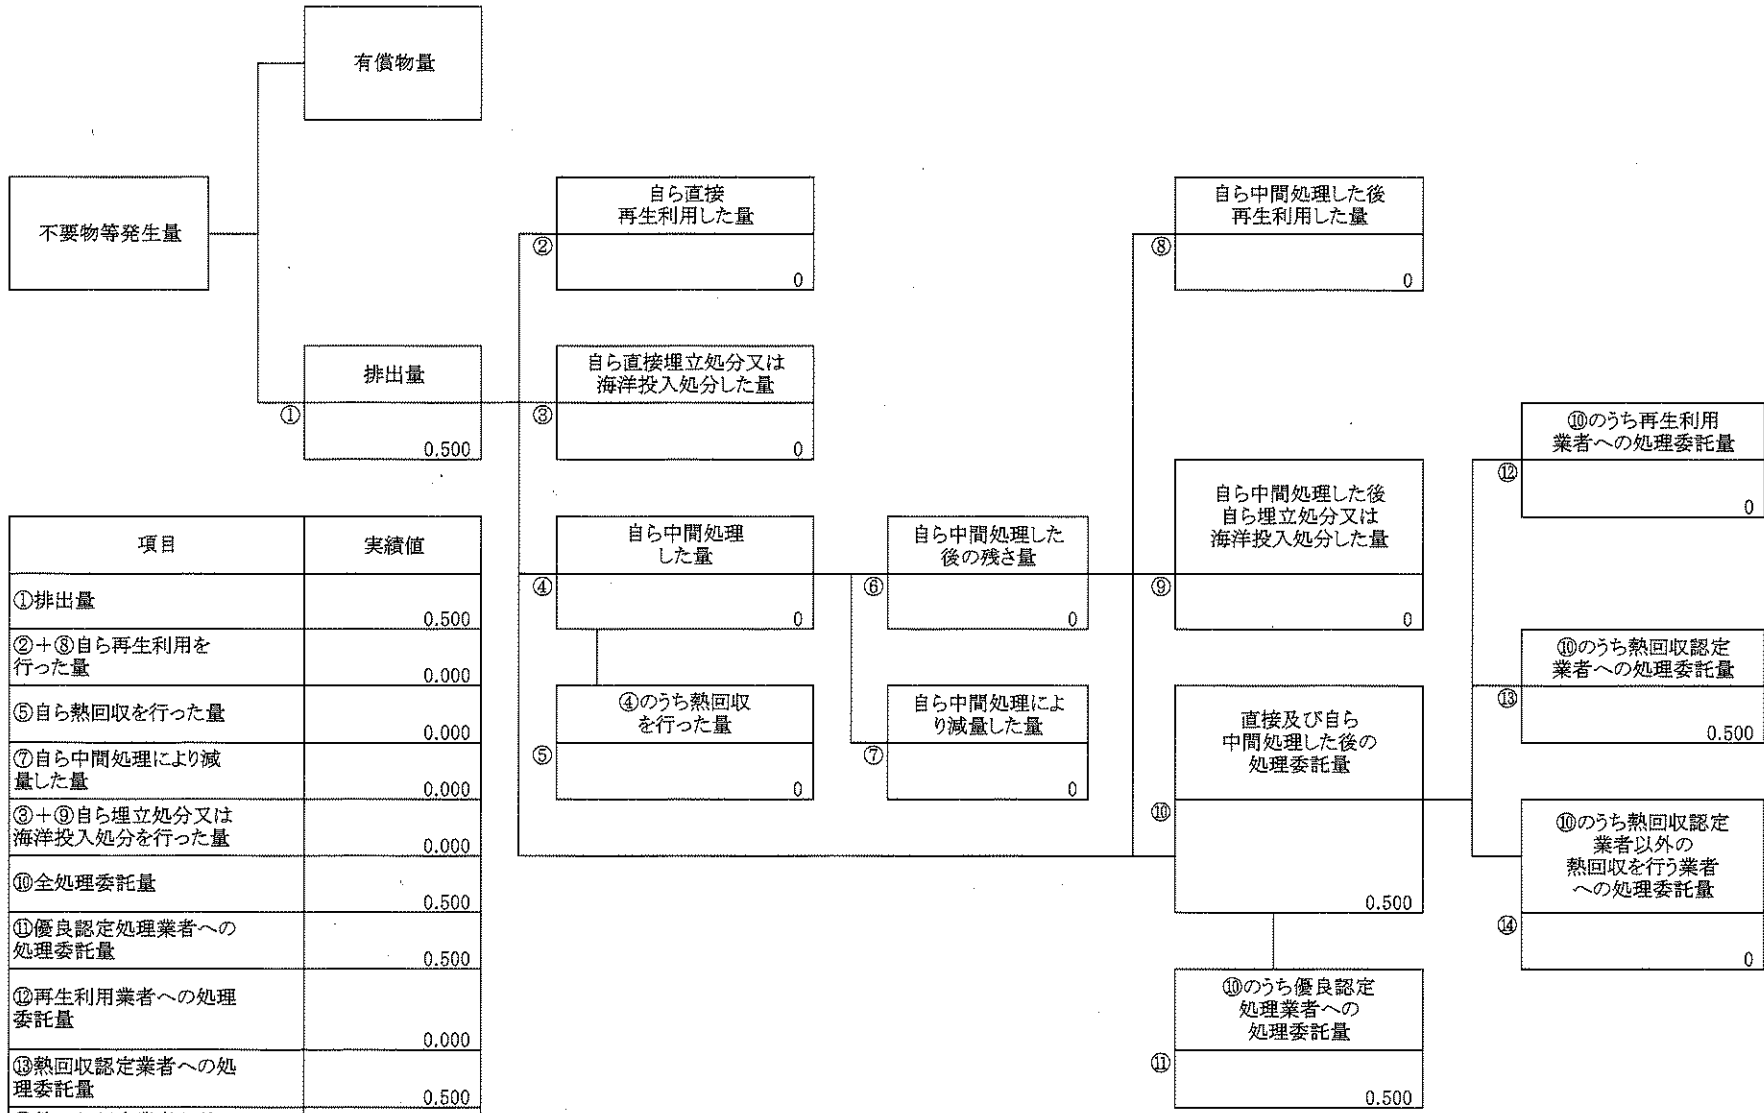 有償物量
不要物等発生量
自ら直接
再生利用した量
②
0
自ら中間処理した後
再生利用した量
⑧
0
排出量
①
0.500
自ら直接埋立処分又は
海洋投入処分した量
③
0
⑩のうち再生利用
業者への処理委託量
⑫
0
自ら中間処理
した量
④
0
自ら中間処理した
後の残さ量
⑥
0
自ら中間処理した後
自ら埋立処分又は
海洋投入処分した量
⑨
0
⑩のうち熱回収認定
業者への処理委託量
⑬
0.500
④のうち熱回収
を行った量
⑤
0
自ら中間処理によ
り減量した量
⑦
0
直接及び自ら
中間処理した後の
処理委託量
⑩
0.500
⑩のうち熱回収認定
業者以外の
熱回収を行う業者
への処理委託量
⑭
0
⑩のうち優良認定
処理業者への
処理委託量
⑪
0.500
項目 実績値
①排出量
0.500
②+⑧自ら再生利用を
行った量
0.000
⑤自ら熱回収を行った量
0.000
⑦自ら中間処理により減
量した量
0.000
③+⑨自ら埋立処分又は
海洋投入処分を行った量
0.000
⑩全処理委託量
0.500
⑪優良認定処理業者への
処理委託量
0.500
⑫再生利用業者への処理
委託量
0.000
⑬熱回収認定業者への処
理委託量
0.500